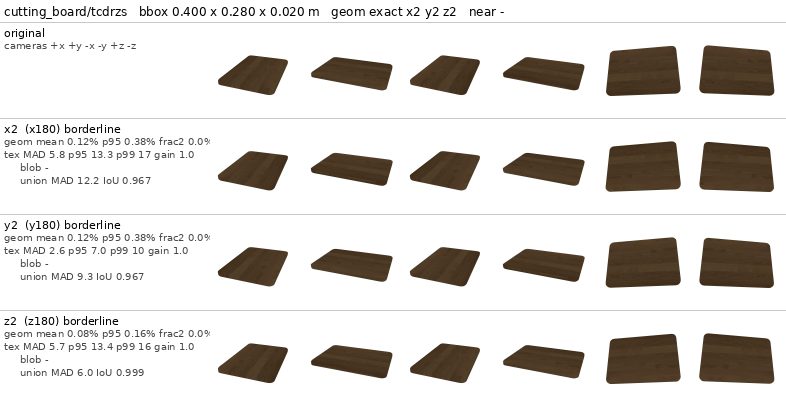 cutting_board/tcdrzs   bbox 0.400 x 0.280 x 0.020 m   geom exact x2 y2 z2   near -
original
cameras +x +y -x -y +z -z
x2  (x180) borderline
geom mean 0.12% p95 0.38% frac2 0.0%
tex MAD 5.8 p95 13.3 p99 17 gain 1.0
blob -
union MAD 12.2 IoU 0.967
y2  (y180) borderline
geom mean 0.12% p95 0.38% frac2 0.0%
tex MAD 2.6 p95 7.0 p99 10 gain 1.0
blob -
union MAD 9.3 IoU 0.967
z2  (z180) borderline
geom mean 0.08% p95 0.16% frac2 0.0%
tex MAD 5.7 p95 13.4 p99 16 gain 1.0
blob -
union MAD 6.0 IoU 0.999